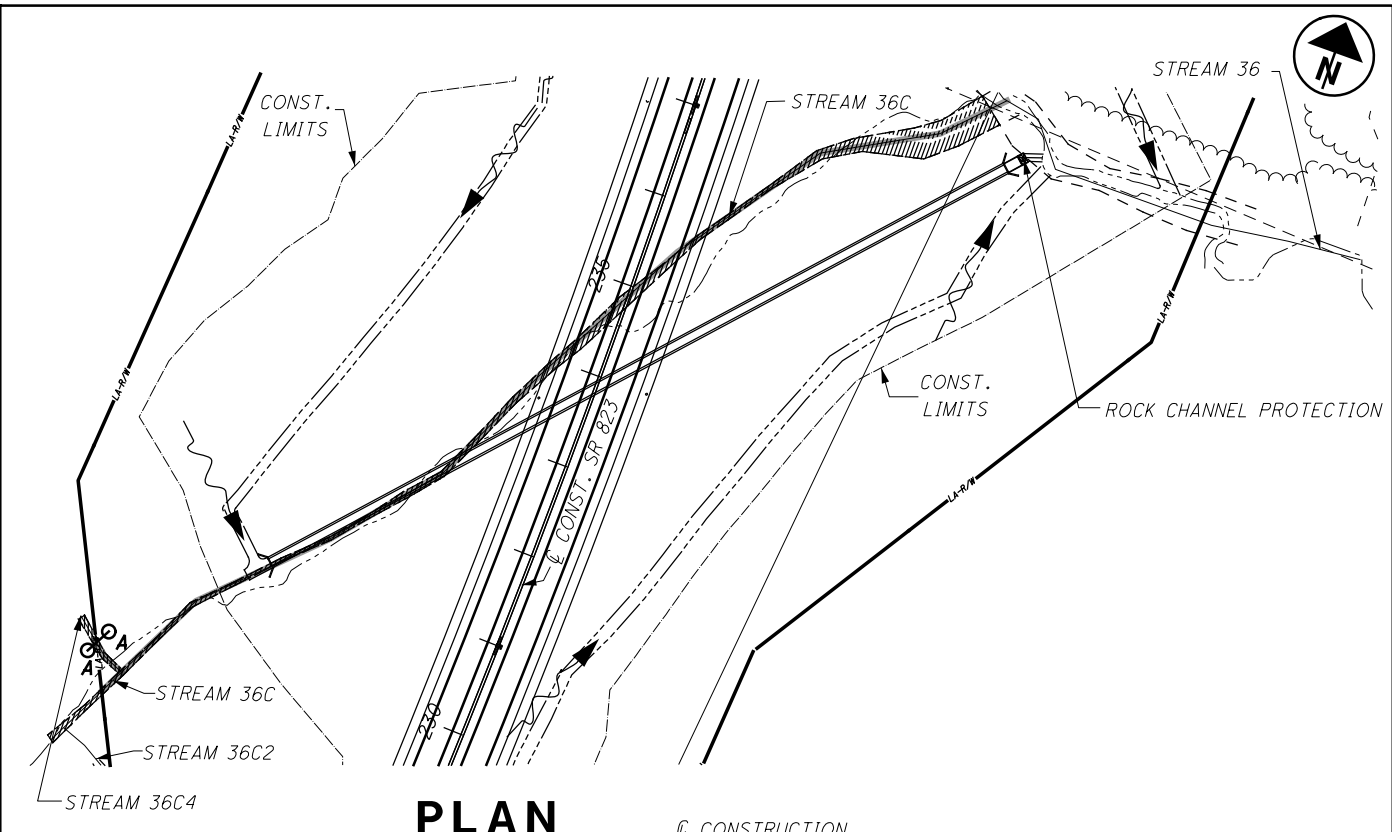 N
STREAM 36
CONST.
LIMITS
STREAM 36C
LA-R/W
235
LA-R/W
LA-R/W
CONST.
LIMITS
ROCK CHANNEL PROTECTION
℄ CONST. SR 823
LA-R/W
A
A
STREAM 36C
230
STREAM 36C2
STREAM 36C4
PLAN
℄ CONSTRUCTION